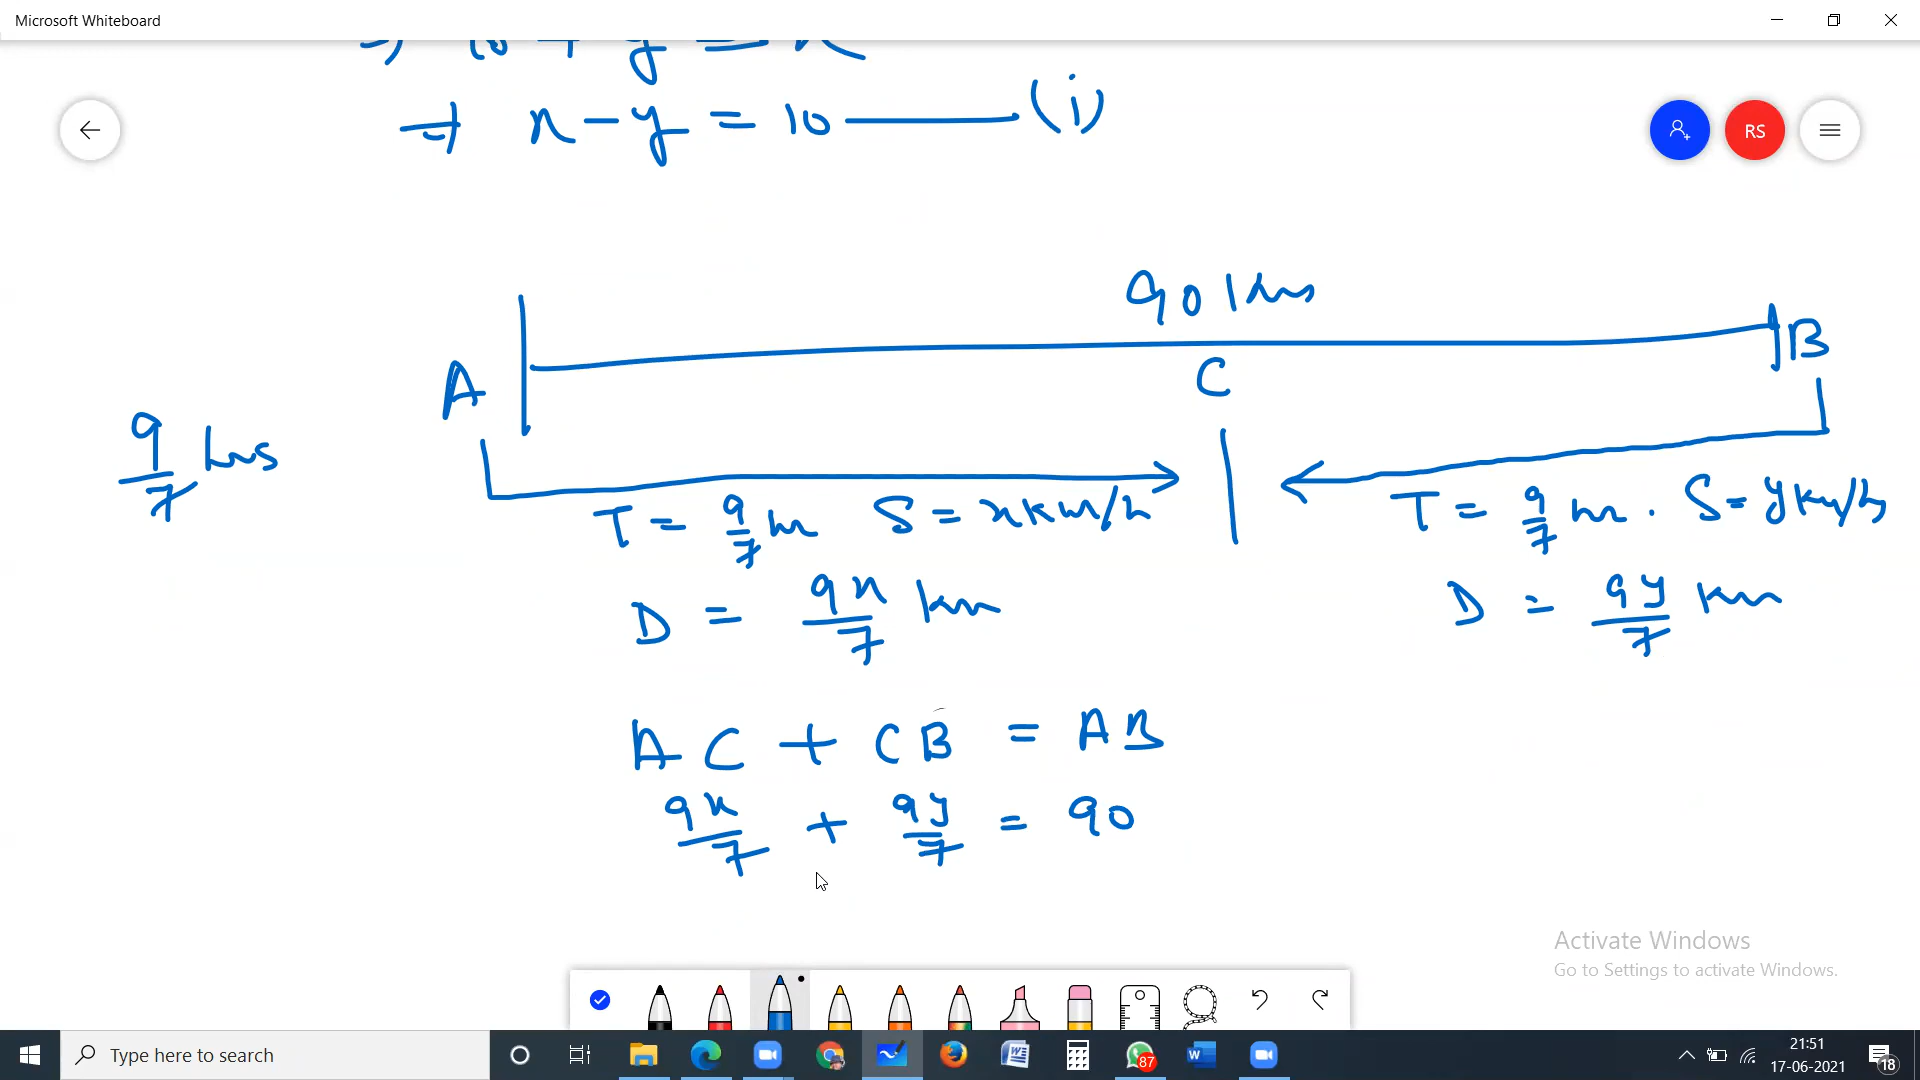 Microsoft Whiteboard
⇒ 10 + y = x
⇒ x - y = 10 ——— (i)
RS
90 km
A
C
B
9/7 hrs
T = 9/7 hr S = x km/h
T = 9/7 hr . S = y km/h
D = 9x/7 km
D = 9y/7 km
AC + CB = AB
9x/7 + 9y/7 = 90
Activate Windows
Go to Settings to activate Windows.
Type here to search
87
21:51
17-06-2021
18